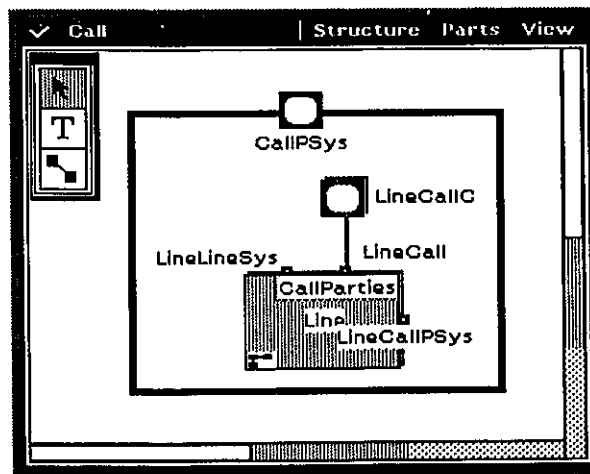 Call Structure Parts View
T
CallPSys
LineCallC
LineLineSys
LineCall
CallParties
Line
LineCallPSys